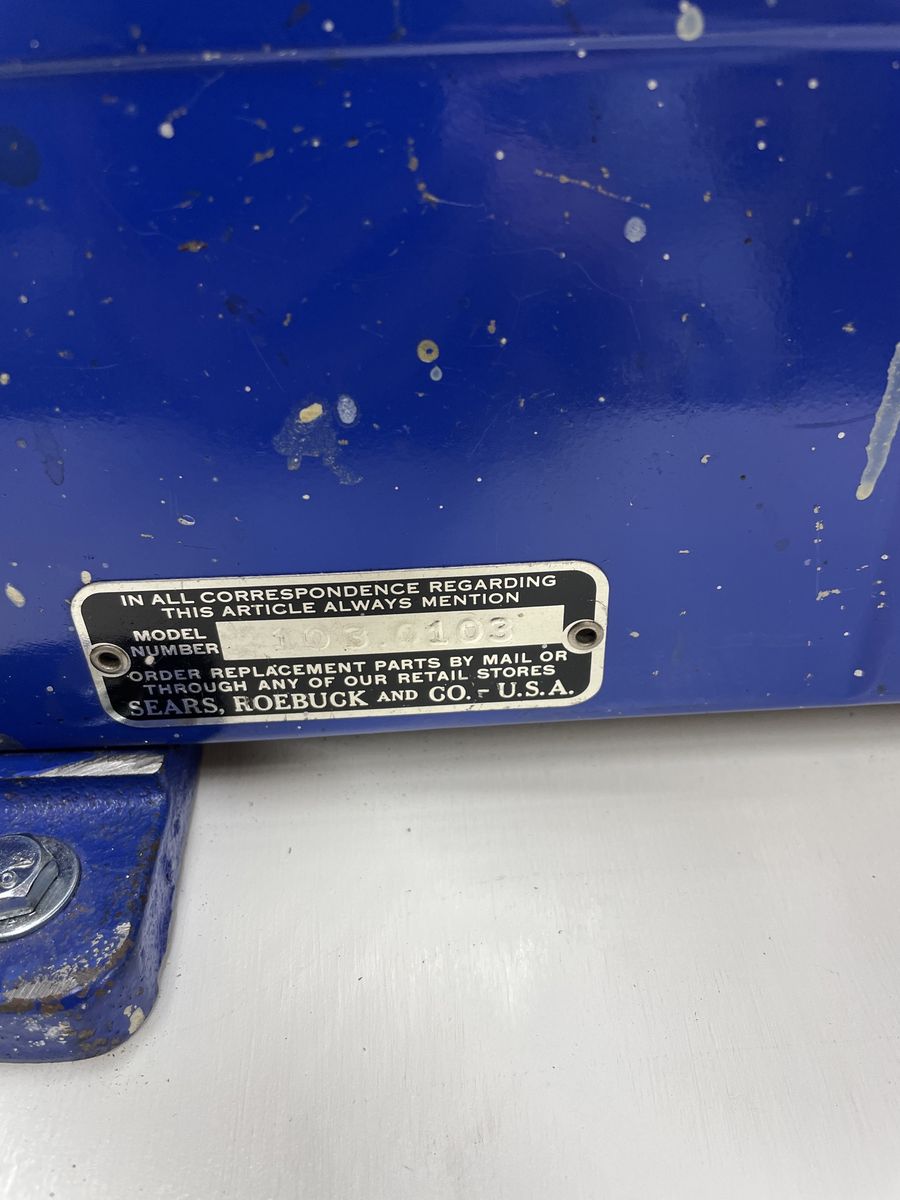 IN ALL CORRESPONDENCE REGARDING
THIS ARTICLE ALWAYS MENTION
MODEL NUMBER 103 0103
ORDER REPLACEMENT PARTS BY MAIL OR
THROUGH ANY OF OUR RETAIL STORES
SEARS, ROEBUCK AND CO. - U.S.A.